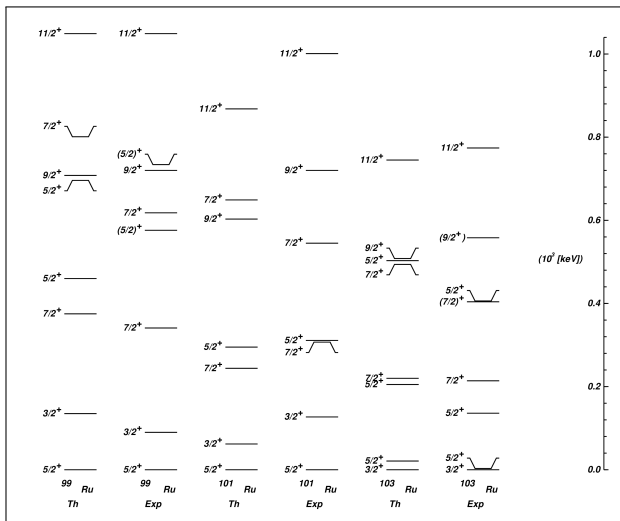 11/2+ 11/2+ 1.0
11/2+
11/2+
7/2+ 0.8
(5/2)+ 11/2+
11/2+
9/2+ 9/2+ 9/2+
5/2+
7/2+
7/2+ 9/2+ 0.6
(5/2)+
7/2+ 9/2+ (9/2+)
5/2+ (10³ [keV])
5/2+ 7/2+
5/2+
(7/2)+ 0.4
7/2+
7/2+
5/2+ 5/2+
7/2+
7/2+
7/2+ 7/2+ 0.2
5/2+
3/2+ 3/2+ 5/2+
3/2+
3/2+
5/2+ 5/2+
5/2+ 5/2+ 5/2+ 5/2+ 3/2+ 3/2+ 0.0
99 Ru 99 Ru 101 Ru 101 Ru 103 Ru 103 Ru
Th Exp Th Exp Th Exp